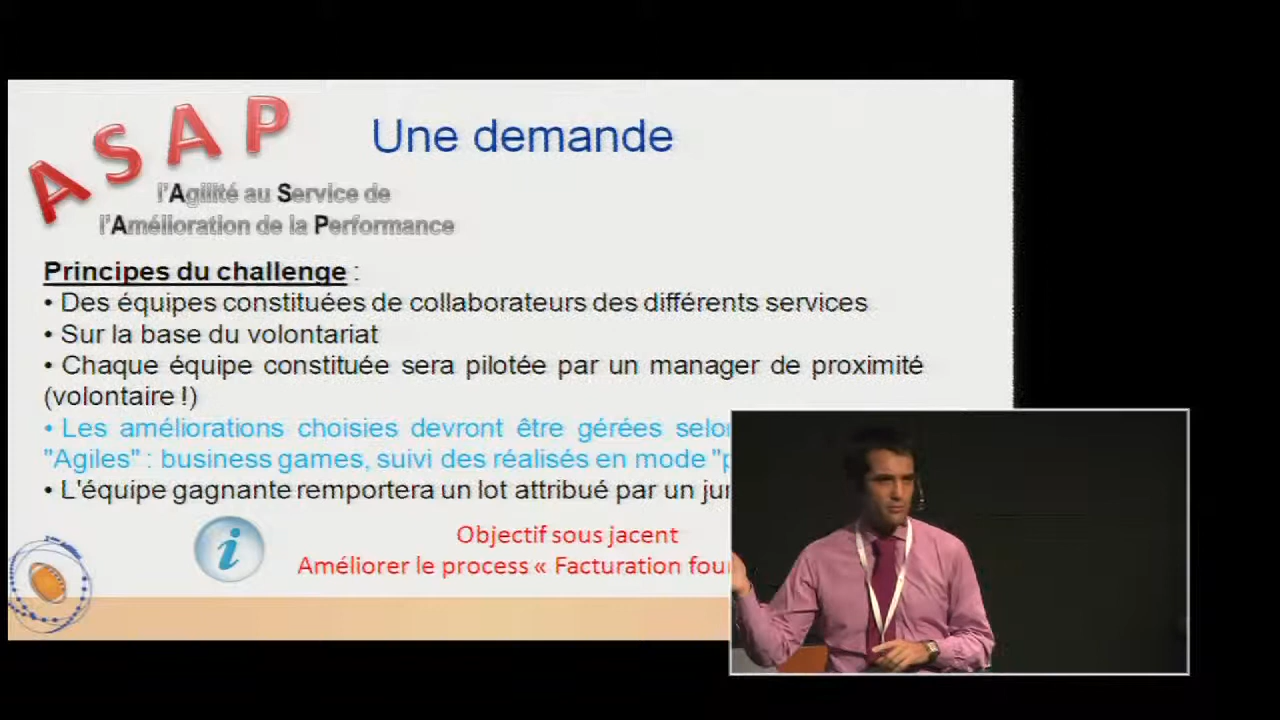 ASAP
Une demande
l'Agilité au Service de
l'Amélioration de la Performance
Principes du challenge :
• Des équipes constituées de collaborateurs des différents services
• Sur la base du volontariat
• Chaque équipe constituée sera pilotée par un manager de proximité
(volontaire !)
• Les améliorations choisies devront être gérées
"Agiles" : business games, suivi des réalisés en mode
• L'équipe gagnante remportera un lot attribué par un
i
Objectif sous jacent
Améliorer le process « Facturation